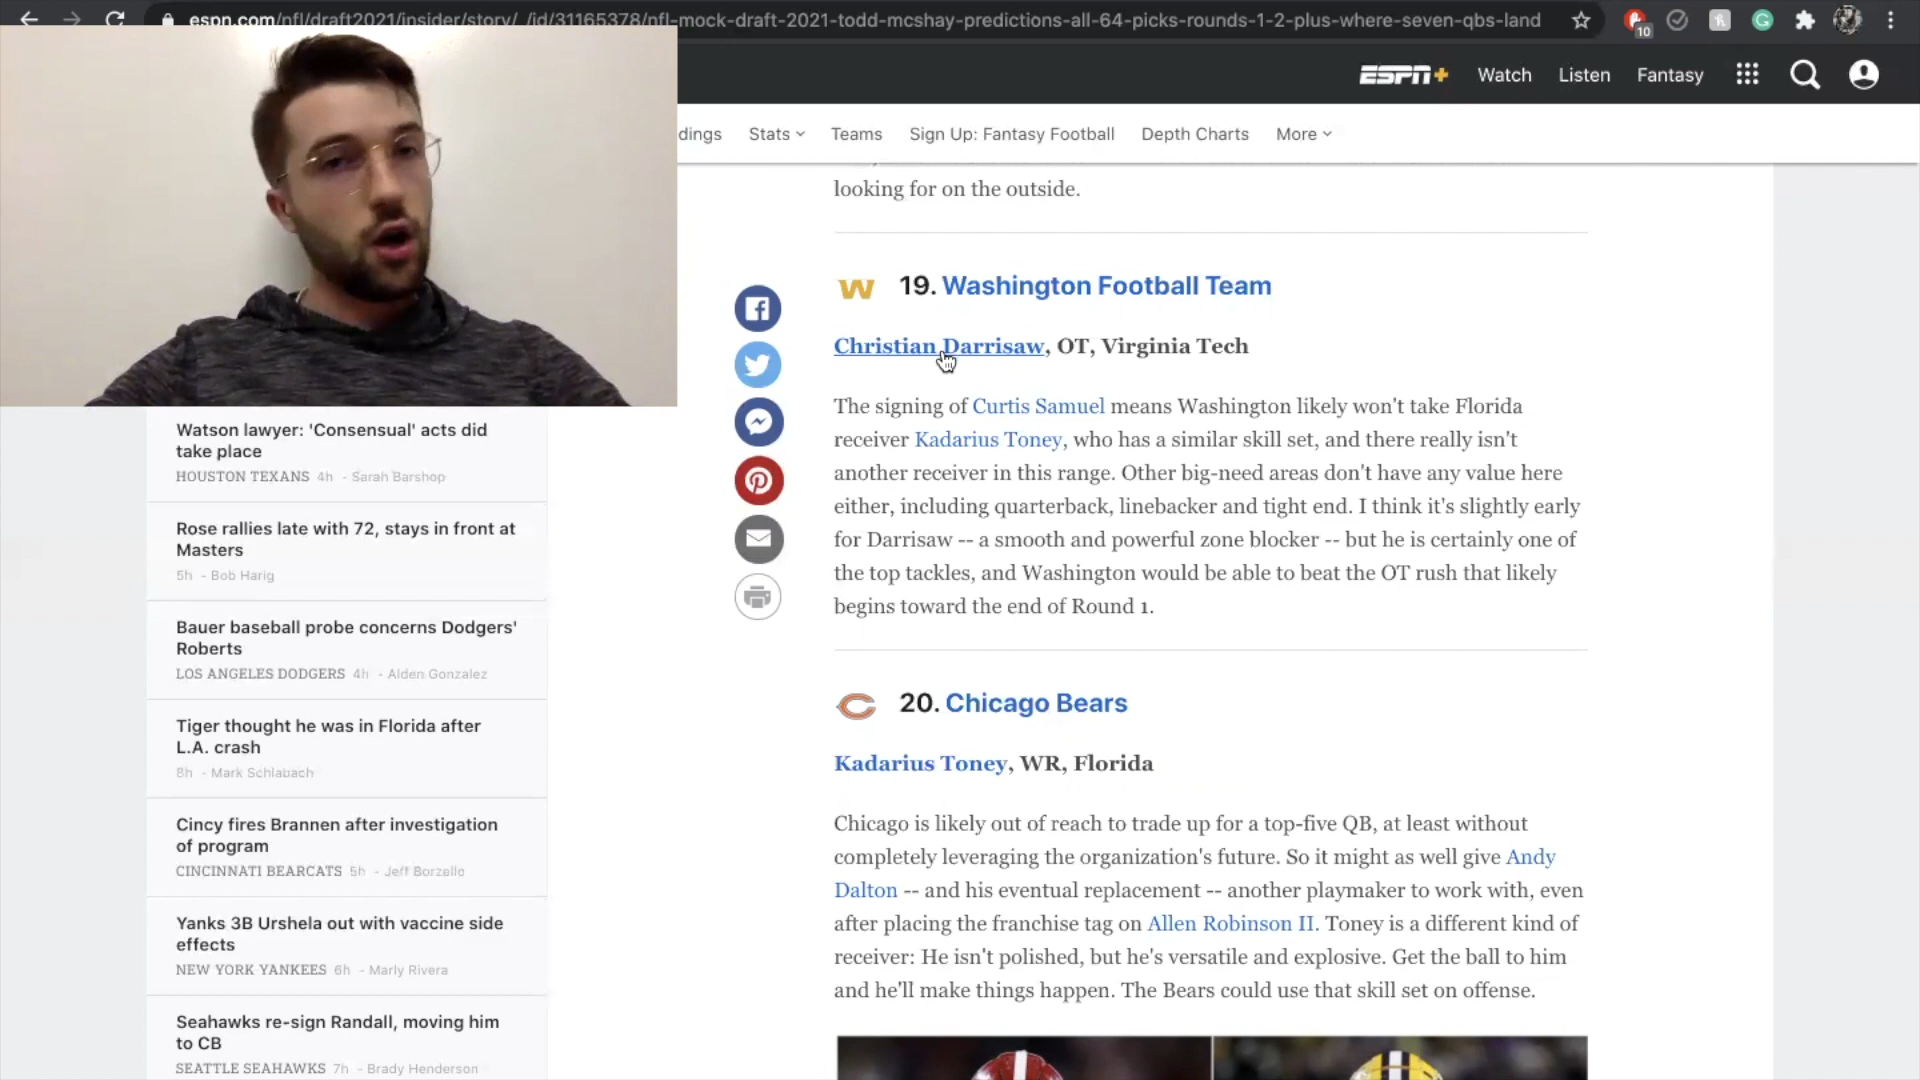 espn.com/nfl/draft2021/insider/story/_/id/31165378/nfl-mock-draft-2021-todd-mcshay-predictions-all-64-picks-rounds-1-2-plus-where-seven-qbs-land
10
ESPN+
Watch
Listen
Fantasy
dings
Stats
Teams
Sign Up: Fantasy Football
Depth Charts
More
looking for on the outside.
W
19. Washington Football Team
Christian Darrisaw, OT, Virginia Tech
The signing of Curtis Samuel means Washington likely won't take Florida
receiver Kadarius Toney, who has a similar skill set, and there really isn't
another receiver in this range. Other big-need areas don't have any value here
either, including quarterback, linebacker and tight end. I think it's slightly early
for Darrisaw -- a smooth and powerful zone blocker -- but he is certainly one of
the top tackles, and Washington would be able to beat the OT rush that likely
begins toward the end of Round 1.
C
20. Chicago Bears
Kadarius Toney, WR, Florida
Chicago is likely out of reach to trade up for a top-five QB, at least without
completely leveraging the organization's future. So it might as well give Andy
Dalton -- and his eventual replacement -- another playmaker to work with, even
after placing the franchise tag on Allen Robinson II. Toney is a different kind of
receiver: He isn't polished, but he's versatile and explosive. Get the ball to him
and he'll make things happen. The Bears could use that skill set on offense.
Watson lawyer: 'Consensual' acts did
take place
HOUSTON TEXANS 4h - Sarah Barshop
Rose rallies late with 72, stays in front at
Masters
5h - Bob Harig
Bauer baseball probe concerns Dodgers'
Roberts
LOS ANGELES DODGERS 4h - Alden Gonzalez
Tiger thought he was in Florida after
L.A. crash
8h - Mark Schlabach
Cincy fires Brannen after investigation
of program
CINCINNATI BEARCATS 5h - Jeff Borzello
Yanks 3B Urshela out with vaccine side
effects
NEW YORK YANKEES 6h - Marly Rivera
Seahawks re-sign Randall, moving him
to CB
SEATTLE SEAHAWKS 7h - Brady Henderson